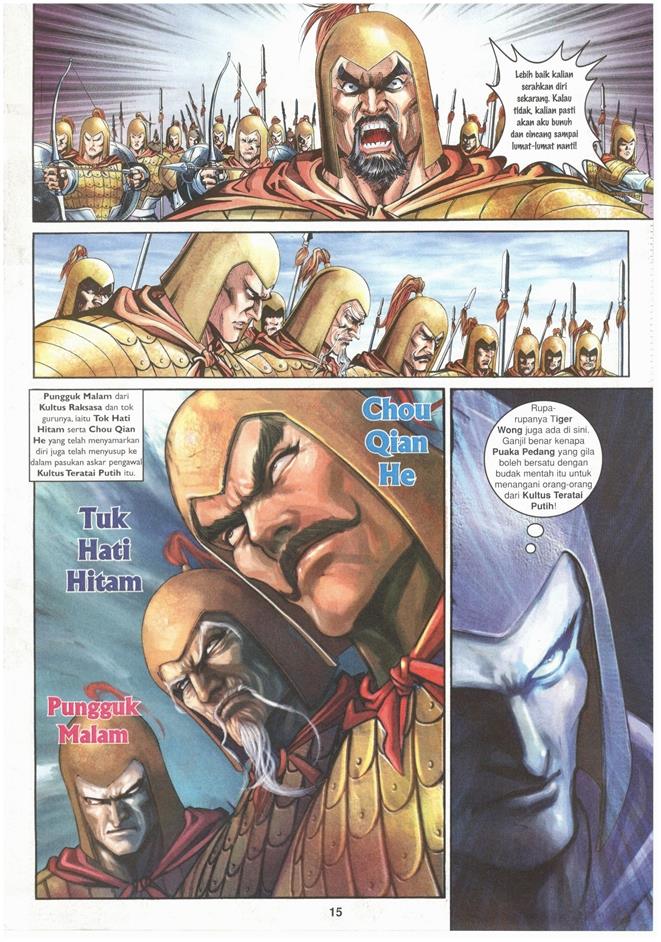 Lebih baik kalian
serahkan diri
sekarang. Kalau
tidak, kalian pasti
akan aku bunuh
dan cincang sampai
lumat-lumat nanti!
Pungguk Malam dari
Kultus Raksasa dan tok
gurunya, iaitu Tok Hati
Hitam serta Chou Qian
He yang telah menyamarkan
diri juga telah menyusup ke
dalam pasukan askar pengawal
Kultus Teratai Putih itu.
Chou
Qian
He
Tuk
Hati
Hitam
Pungguk
Malam
Rupa-
rupanya Tiger
Wong juga ada di sini.
Ganjil benar kenapa
Puaka Pedang yang gila
boleh bersatu dengan
budak mentah itu untuk
menangani orang-orang
dari Kultus Teratai
Putih!
15